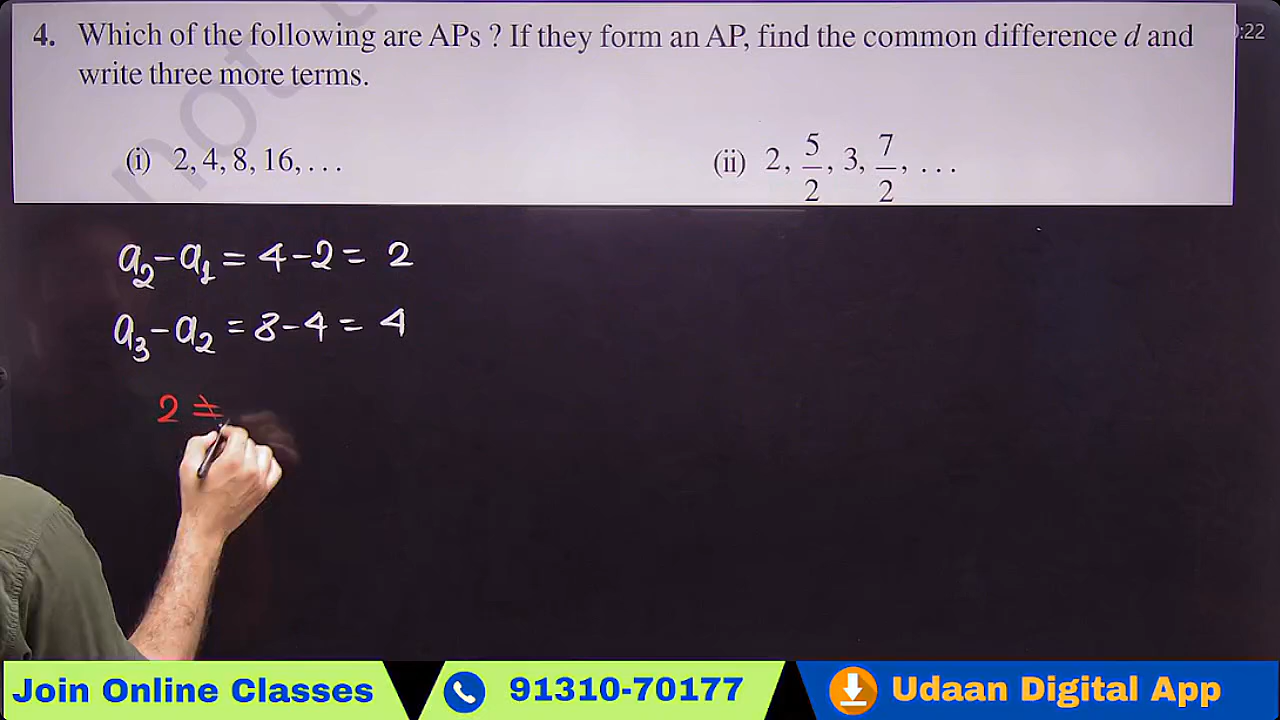 4. Which of the following are APs ? If they form an AP, find the common difference d and
write three more terms.
(i) 2, 4, 8, 16, . . .
(ii) 2, 5/2, 3, 7/2, . . .
a₂ - a₁ = 4 - 2 = 2
a₃ - a₂ = 8 - 4 = 4
2 ≠
Join Online Classes
91310-70177
Udaan Digital App